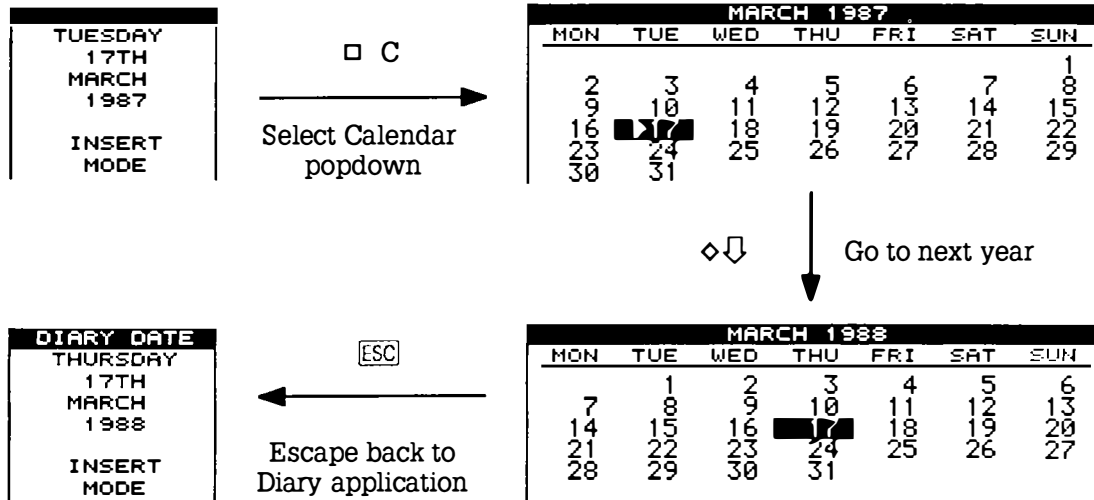 TUESDAY
17TH
MARCH
1987
INSERT
MODE
□ C
Select Calendar
popdown
MARCH 1987
MON TUE WED THU FRI SAT SUN
1
2 3 4 5 6 7 8
9 10 11 12 13 14 15
16 17 18 19 20 21 22
23 24 25 26 27 28 29
30 31
◇⇩
Go to next year
MARCH 1988
MON TUE WED THU FRI SAT SUN
1 2 3 4 5 6
7 8 9 10 11 12 13
14 15 16 17 18 19 20
21 22 23 24 25 26 27
28 29 30 31
ESC
Escape back to
Diary application
DIARY DATE
THURSDAY
17TH
MARCH
1988
INSERT
MODE